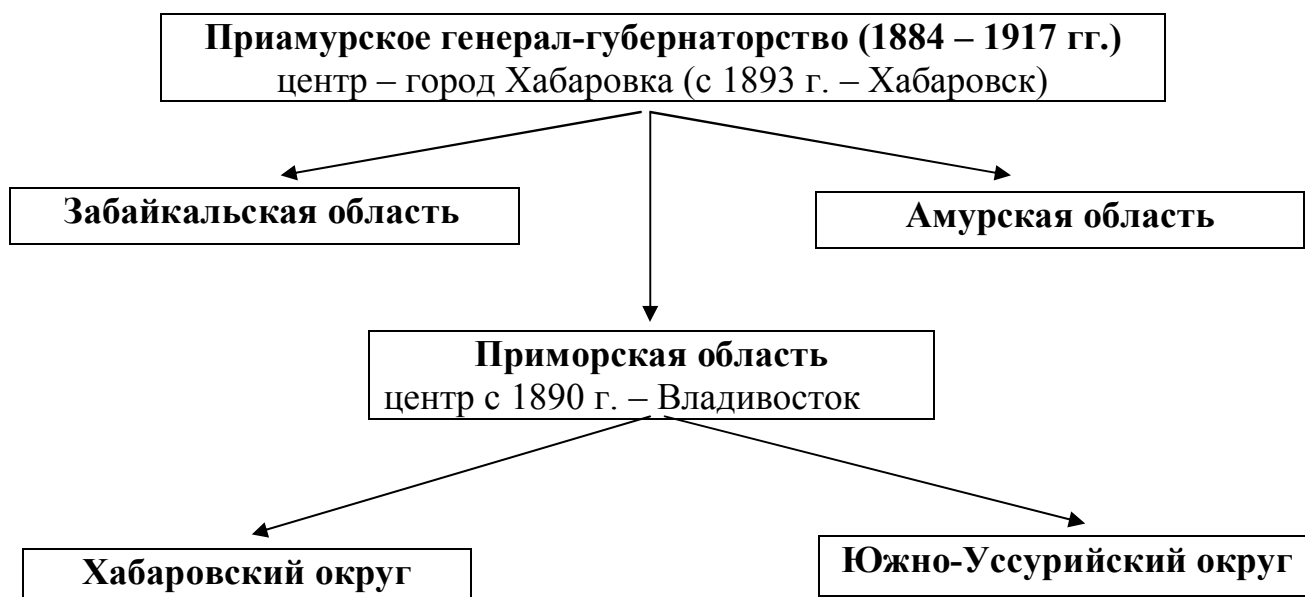 Приамурское генерал-губернаторство (1884 – 1917 гг.)
центр – город Хабаровка (с 1893 г. – Хабаровск)
Забайкальская область
Амурская область
Приморская область
центр с 1890 г. – Владивосток
Хабаровский округ
Южно-Уссурийский округ